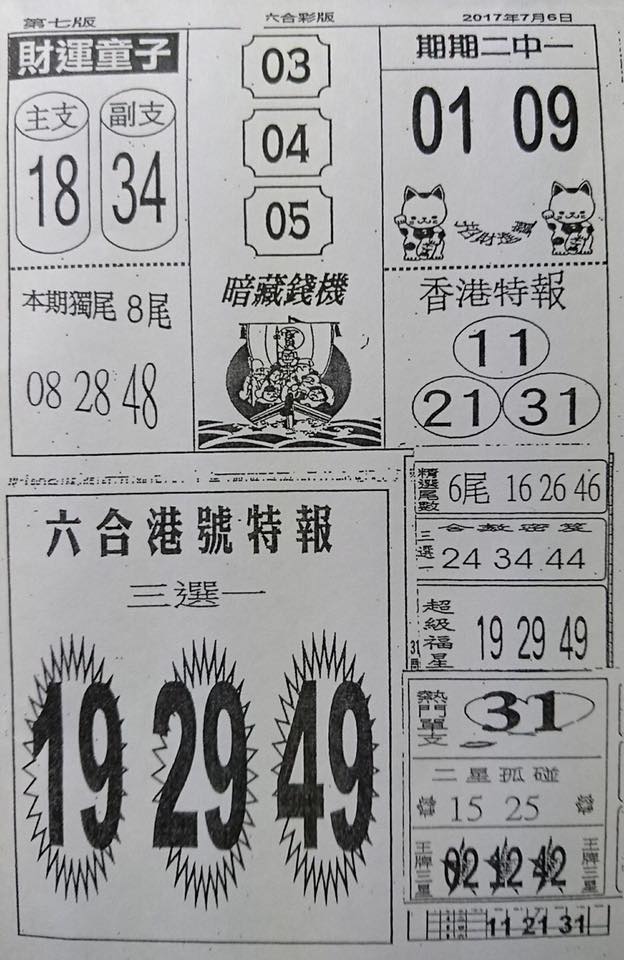 第七版
六合彩版
2017年7月6日
財運童子
主支
副支
18
34
03
04
05
期期二中一
01 09
招財進寶
本期獨尾 8尾
08 28 48
暗藏錢機
寶
香港特報
11
21 31
精選尾數
6尾 16 26 46
三選一
24 34 44
超級福星
19 29 49
六合港號特報
三選一
19 29 49
熱門單支
31
二星孤碰
15 25
王牌三星
02 12 42
王牌三星
11 21 31